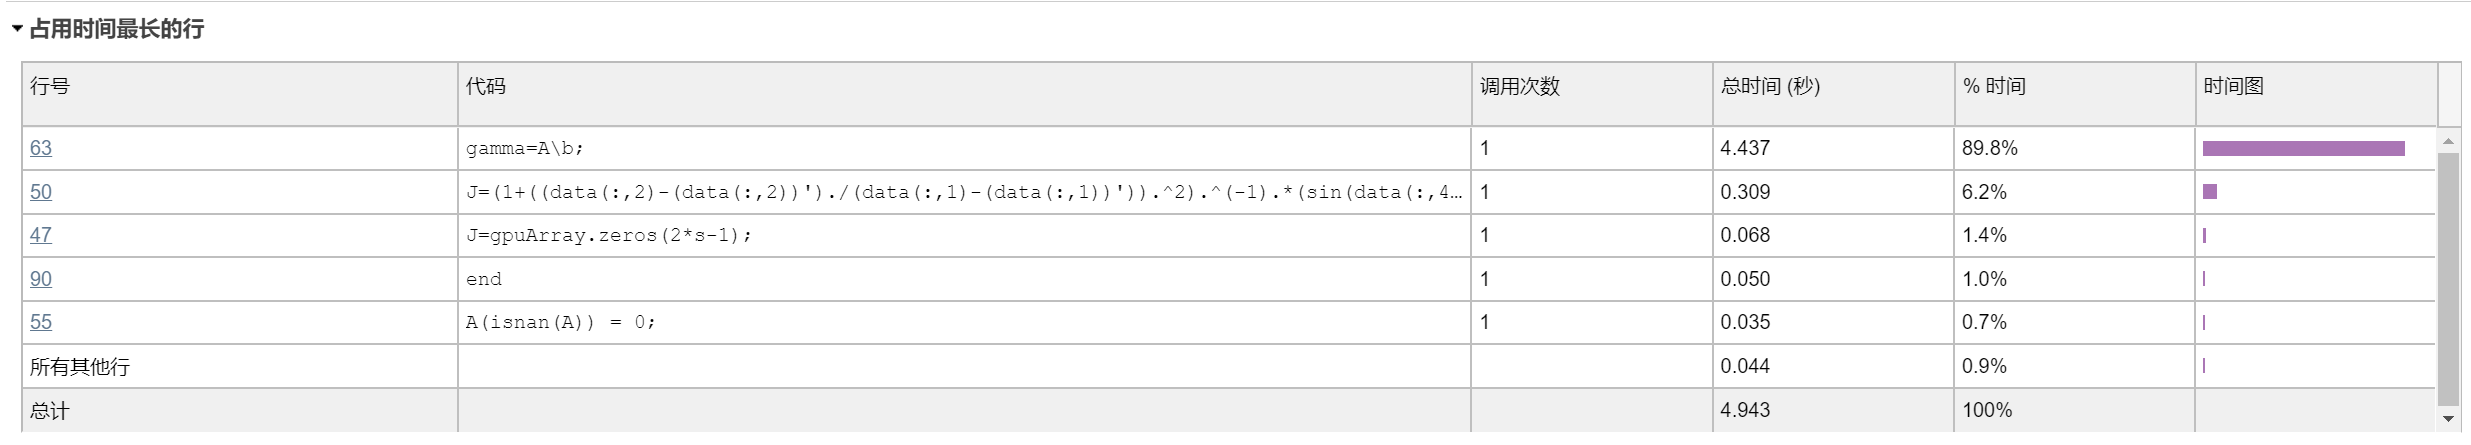 占用时间最长的行
行号 代码 调用次数 总时间 (秒) % 时间 时间图
63 gamma=A\b; 1 4.437 89.8%
50 J=(1+((data(:,2)-(data(:,2))')./(data(:,1)-(data(:,1))')).^2).^(-1).*(sin(data(:,4... 1 0.309 6.2%
47 J=gpuArray.zeros(2*s-1); 1 0.068 1.4%
90 end 1 0.050 1.0%
55 A(isnan(A)) = 0; 1 0.035 0.7%
所有其他行 0.044 0.9%
总计 4.943 100%